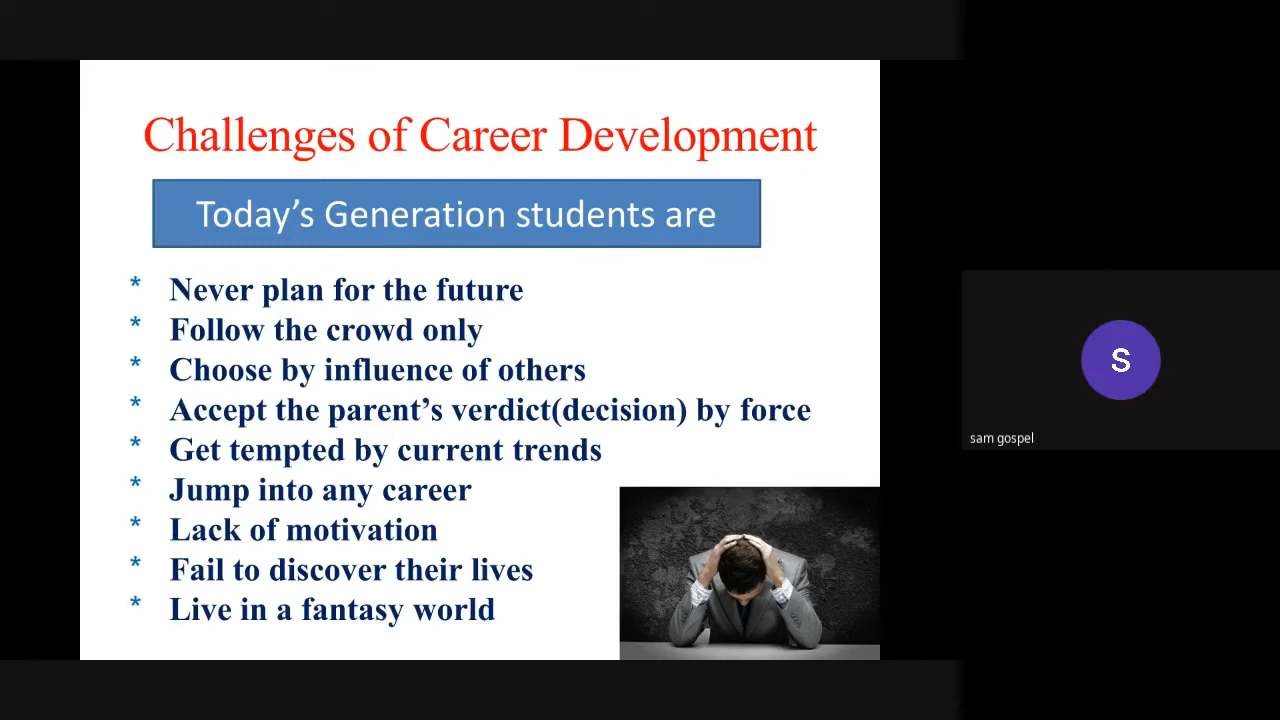 Challenges of Career Development
Today’s Generation students are
* Never plan for the future
* Follow the crowd only
* Choose by influence of others
* Accept the parent’s verdict(decision) by force
* Get tempted by current trends
* Jump into any career
* Lack of motivation
* Fail to discover their lives
* Live in a fantasy world
S
sam gospel